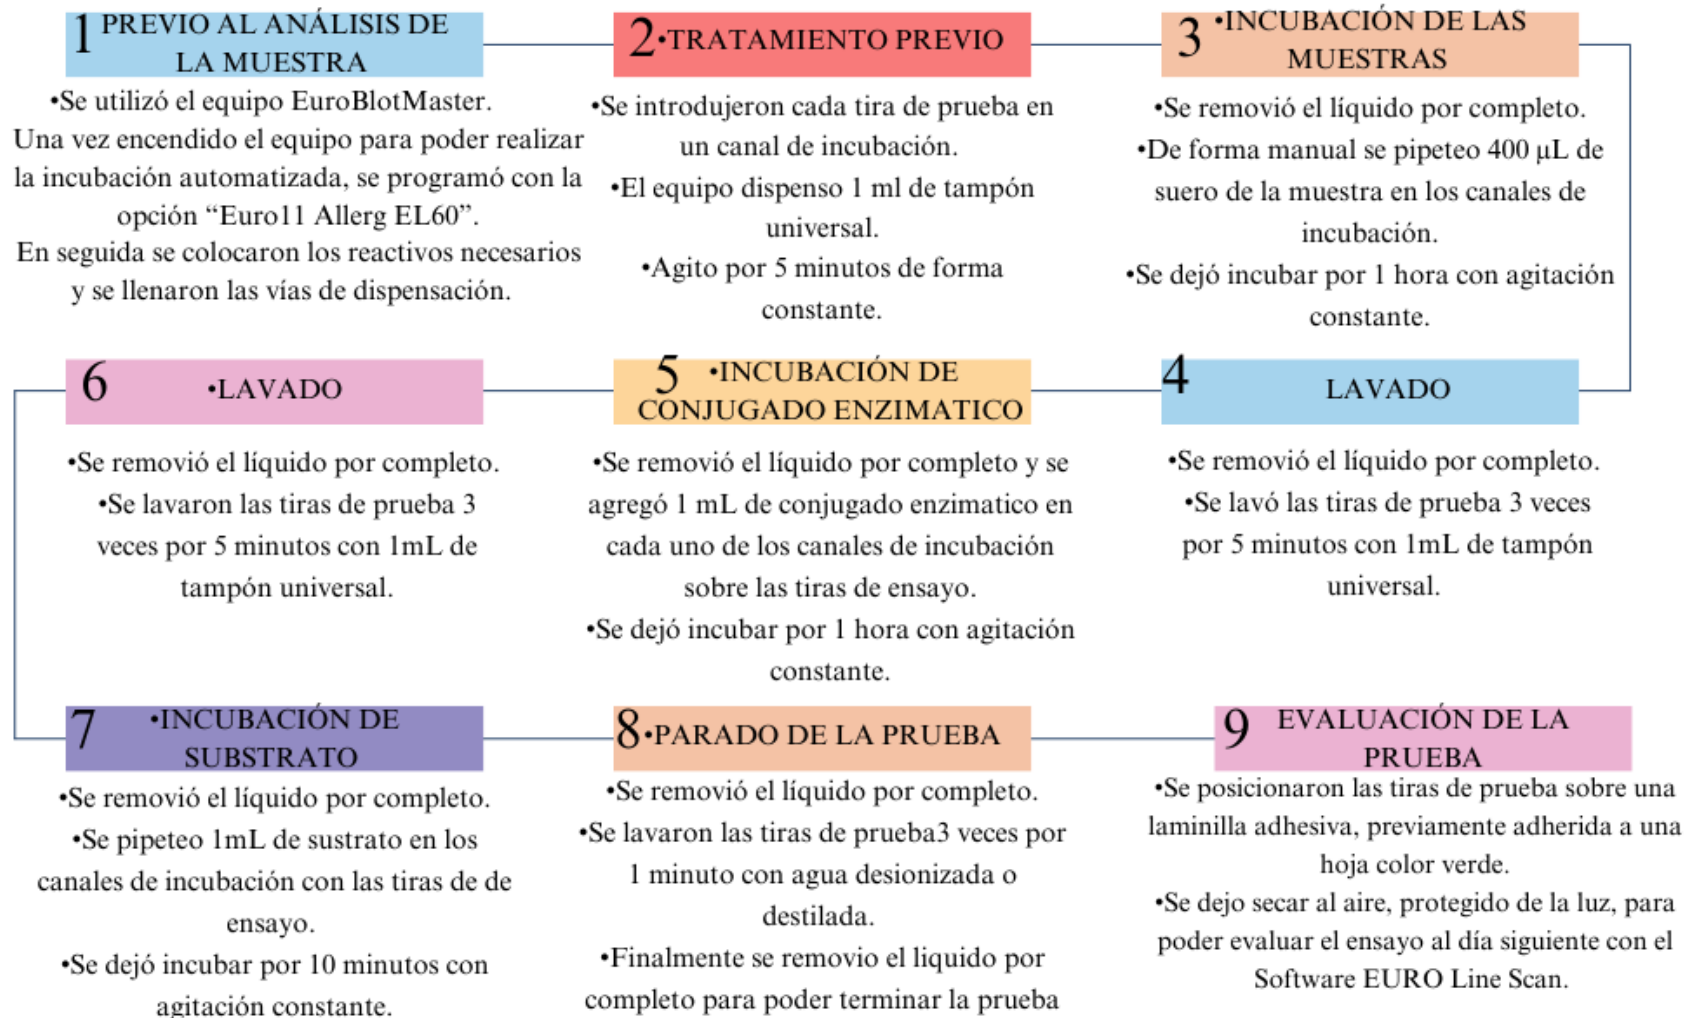 1 PREVIO AL ANÁLISIS DE
LA MUESTRA
•Se utilizó el equipo EuroBlotMaster.
Una vez encendido el equipo para poder realizar
la incubación automatizada, se programó con la
opción “Euro11 Allerg EL60”.
En seguida se colocaron los reactivos necesarios
y se llenaron las vías de dispensación.
2•TRATAMIENTO PREVIO
•Se introdujeron cada tira de prueba en
un canal de incubación.
•El equipo dispenso 1 ml de tampón
universal.
•Agito por 5 minutos de forma
constante.
3 •INCUBACIÓN DE LAS
MUESTRAS
•Se removió el líquido por completo.
•De forma manual se pipeteo 400 µL de
suero de la muestra en los canales de
incubación.
•Se dejó incubar por 1 hora con agitación
constante.
4 LAVADO
•Se removió el líquido por completo.
•Se lavó las tiras de prueba 3 veces
por 5 minutos con 1mL de tampón
universal.
5 •INCUBACIÓN DE
CONJUGADO ENZIMATICO
•Se removió el líquido por completo y se
agregó 1 mL de conjugado enzimatico en
cada uno de los canales de incubación
sobre las tiras de ensayo.
•Se dejó incubar por 1 hora con agitación
constante.
6 •LAVADO
•Se removió el líquido por completo.
•Se lavaron las tiras de prueba 3
veces por 5 minutos con 1mL de
tampón universal.
7 •INCUBACIÓN DE
SUBSTRATO
•Se removió el líquido por completo.
•Se pipeteo 1mL de sustrato en los
canales de incubación con las tiras de de
ensayo.
•Se dejó incubar por 10 minutos con
agitación constante.
8•PARADO DE LA PRUEBA
•Se removió el líquido por completo.
•Se lavaron las tiras de prueba3 veces por
1 minuto con agua desionizada o
destilada.
•Finalmente se removio el liquido por
completo para poder terminar la prueba
9 EVALUACIÓN DE LA
PRUEBA
•Se posicionaron las tiras de prueba sobre una
laminilla adhesiva, previamente adherida a una
hoja color verde.
•Se dejo secar al aire, protegido de la luz, para
poder evaluar el ensayo al día siguiente con el
Software EURO Line Scan.